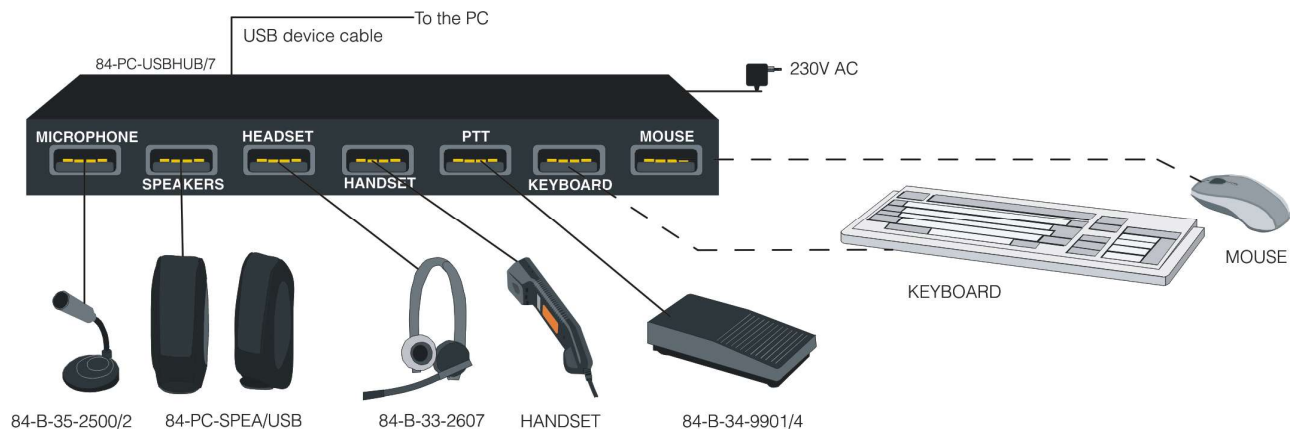 To the PC
USB device cable
84-PC-USBHUB/7
230V AC
MICROPHONE
HEADSET
PTT
MOUSE
SPEAKERS
HANDSET
KEYBOARD
MOUSE
KEYBOARD
84-B-35-2500/2
84-PC-SPEA/USB
84-B-33-2607
HANDSET
84-B-34-9901/4